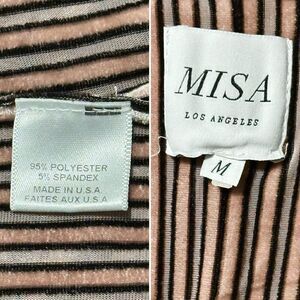 95% POLYESTER
5% SPANDEX
MADE IN U.S.A.
FAITES AUX U.S.A.
MISA
LOS ANGELES
M